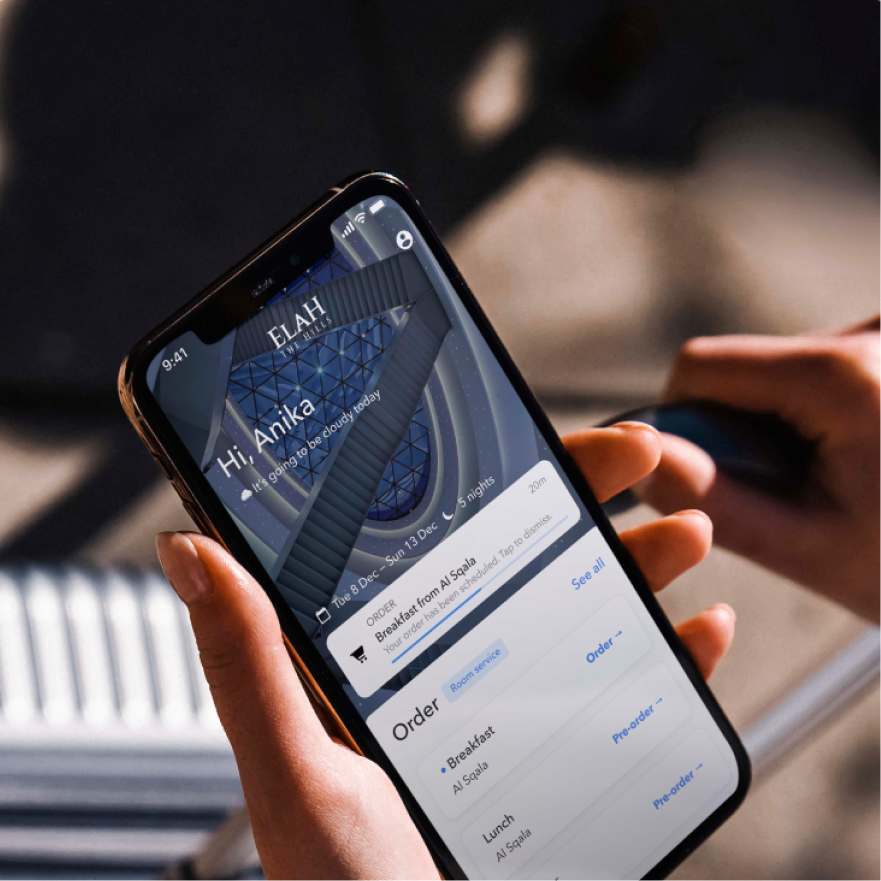 9:41
ELAH
THE HILLS
Hi, Anika
It's going to be cloudy today
Tue 8 Dec – Sun 13 Dec 5 nights
ORDER 20m
Breakfast from Al Sqala
Your order has been scheduled. Tap to dismiss.
Order Room service See all
Breakfast Order →
Al Sqala
Lunch Pre-order →
Al Sqala
Pre-order →